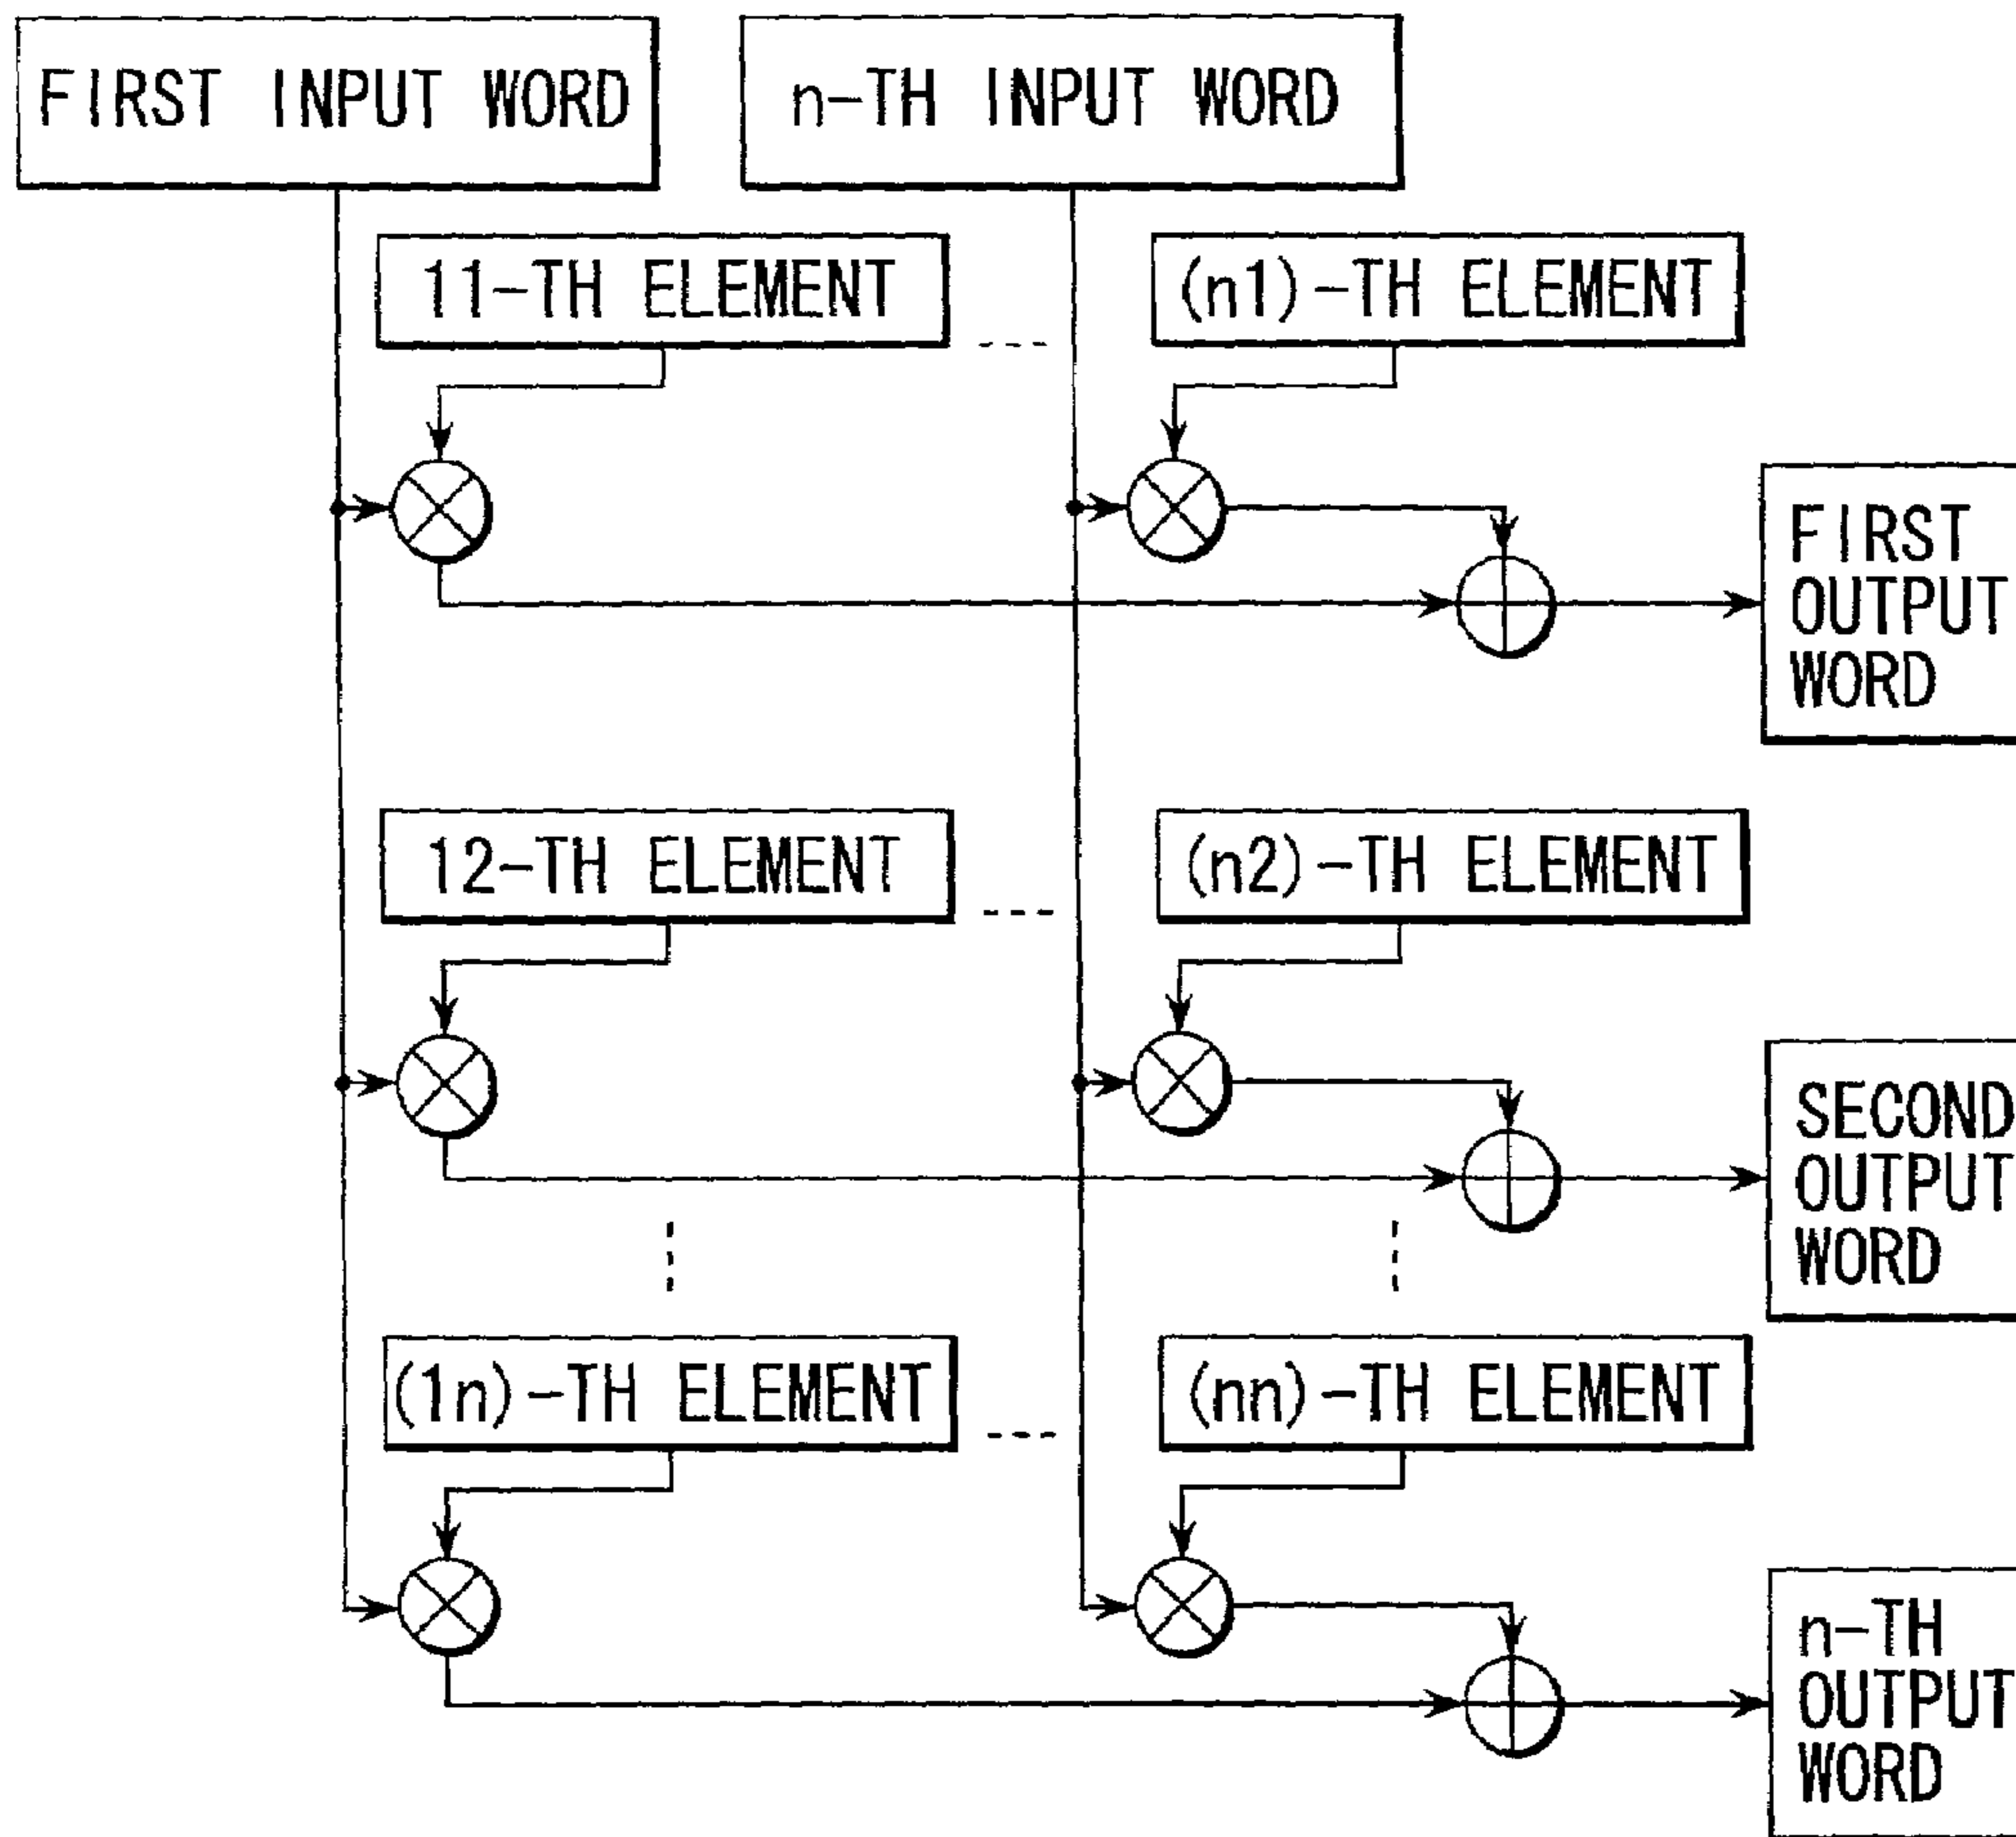 FIRST INPUT WORD
n-TH INPUT WORD
11-TH ELEMENT
(n1)-TH ELEMENT
FIRST
OUTPUT
WORD
12-TH ELEMENT
(n2)-TH ELEMENT
SECOND
OUTPUT
WORD
(1n)-TH ELEMENT
(nn)-TH ELEMENT
n-TH
OUTPUT
WORD